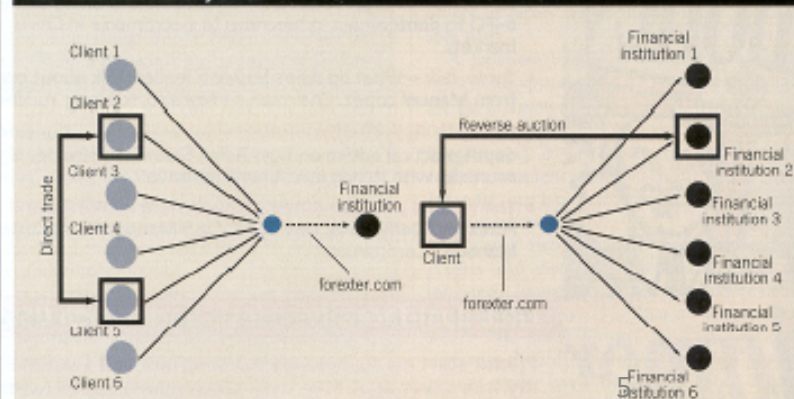 Client 1
Client 2
Client 3
Client 4
Client 5
Client 6
Direct trade
Financial
institution
forexter.com
Reverse auction
Client
forexter.com
Financial
institution 1
Financial
institution 2
Financial
institution 3
Financial
institution 4
Financial
institution 5
5
Financial
institution 6